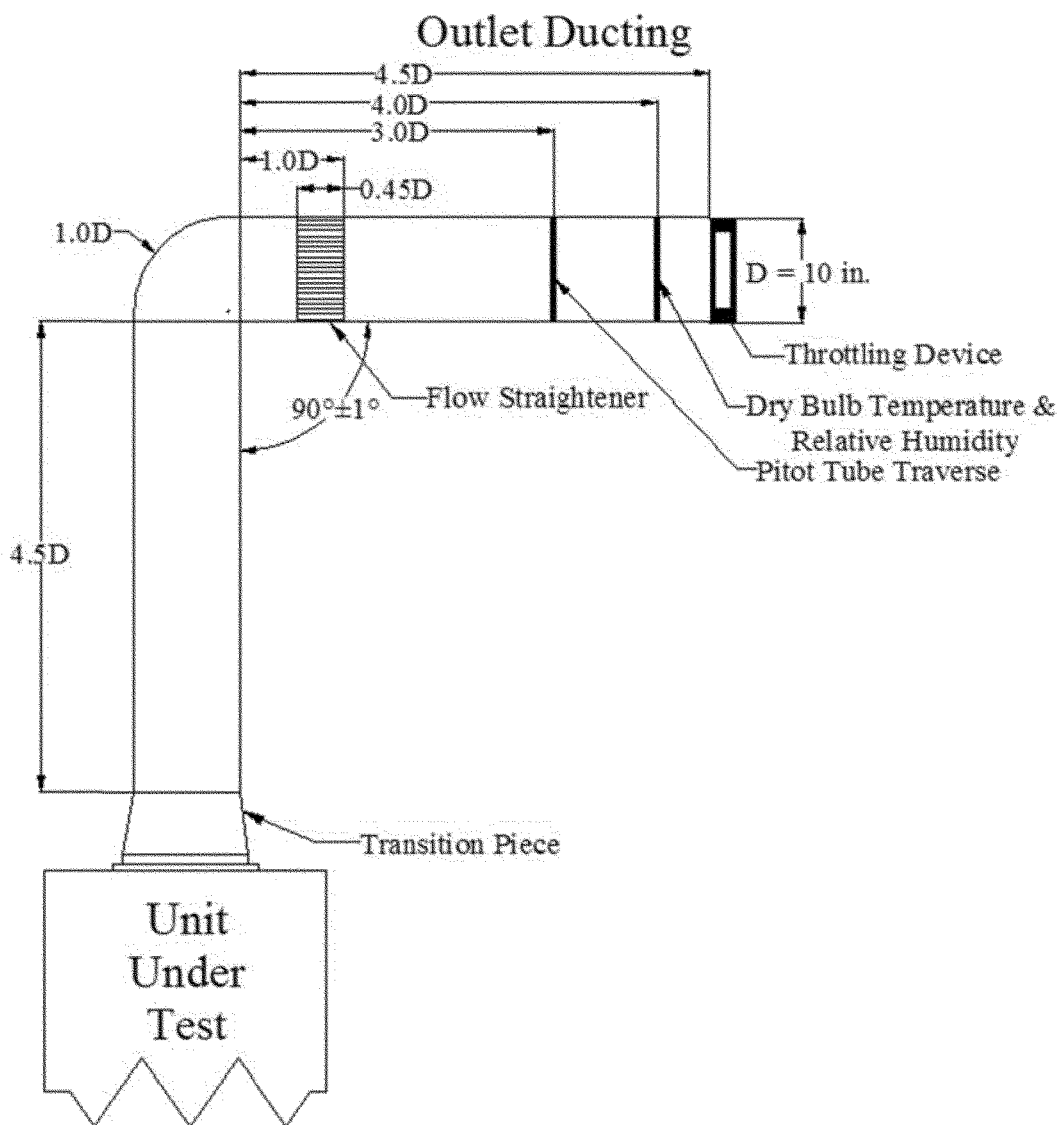 Outlet Ducting
4.5D
4.0D
3.0D
1.0D
0.45D
1.0D
D = 10 in.
Throttling Device
90°±1°
Flow Straightener
Dry Bulb Temperature &
Relative Humidity
Pitot Tube Traverse
4.5D
Transition Piece
Unit
Under
Test